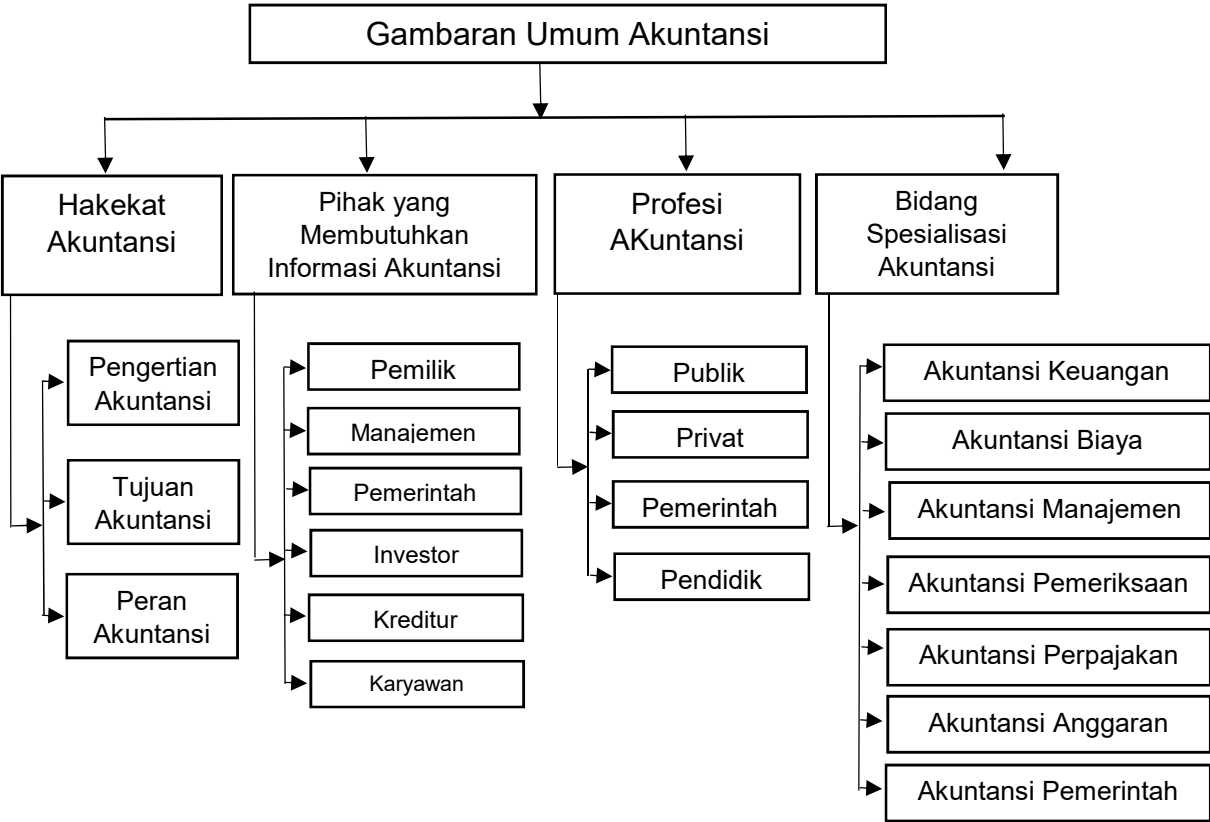 Gambaran Umum Akuntansi
Hakekat
Akuntansi
Pihak yang
Membutuhkan
Informasi Akuntansi
Profesi
AKuntansi
Bidang
Spesialisasi
Akuntansi
Pengertian
Akuntansi
Tujuan
Akuntansi
Peran
Akuntansi
Pemilik
Manajemen
Pemerintah
Investor
Kreditur
Karyawan
Publik
Privat
Pemerintah
Pendidik
Akuntansi Keuangan
Akuntansi Biaya
Akuntansi Manajemen
Akuntansi Pemeriksaan
Akuntansi Perpajakan
Akuntansi Anggaran
Akuntansi Pemerintah